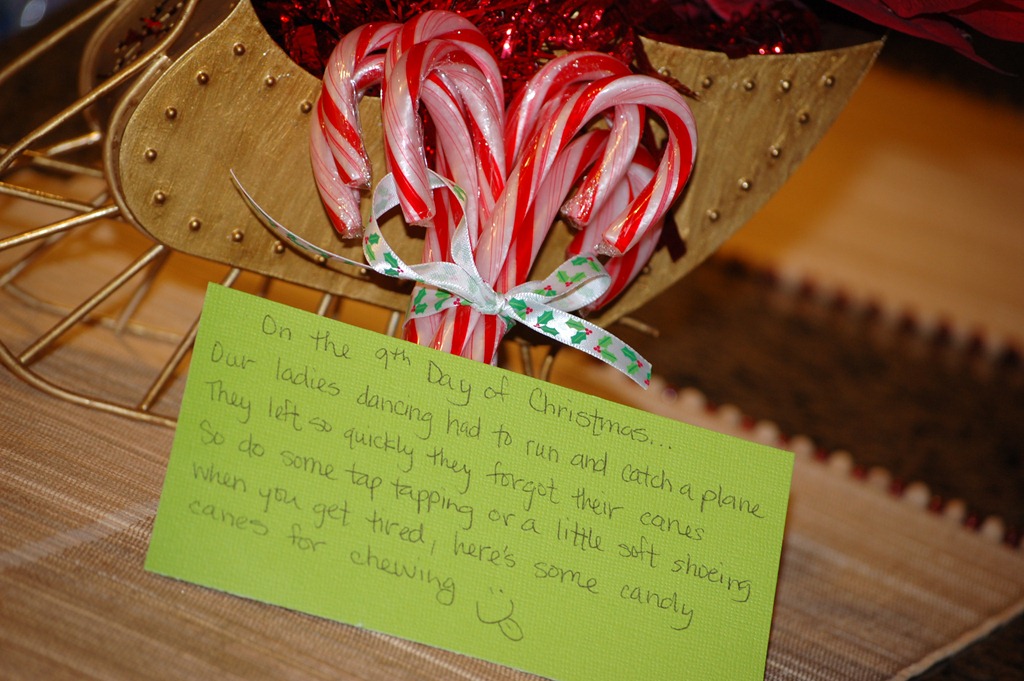 On the 9th Day of Christmas...
Our ladies dancing had to run and catch a plane
They left so quickly they forgot their canes
So do some tap tapping or a little soft shoeing
when you get tired, here's some candy
canes for chewing